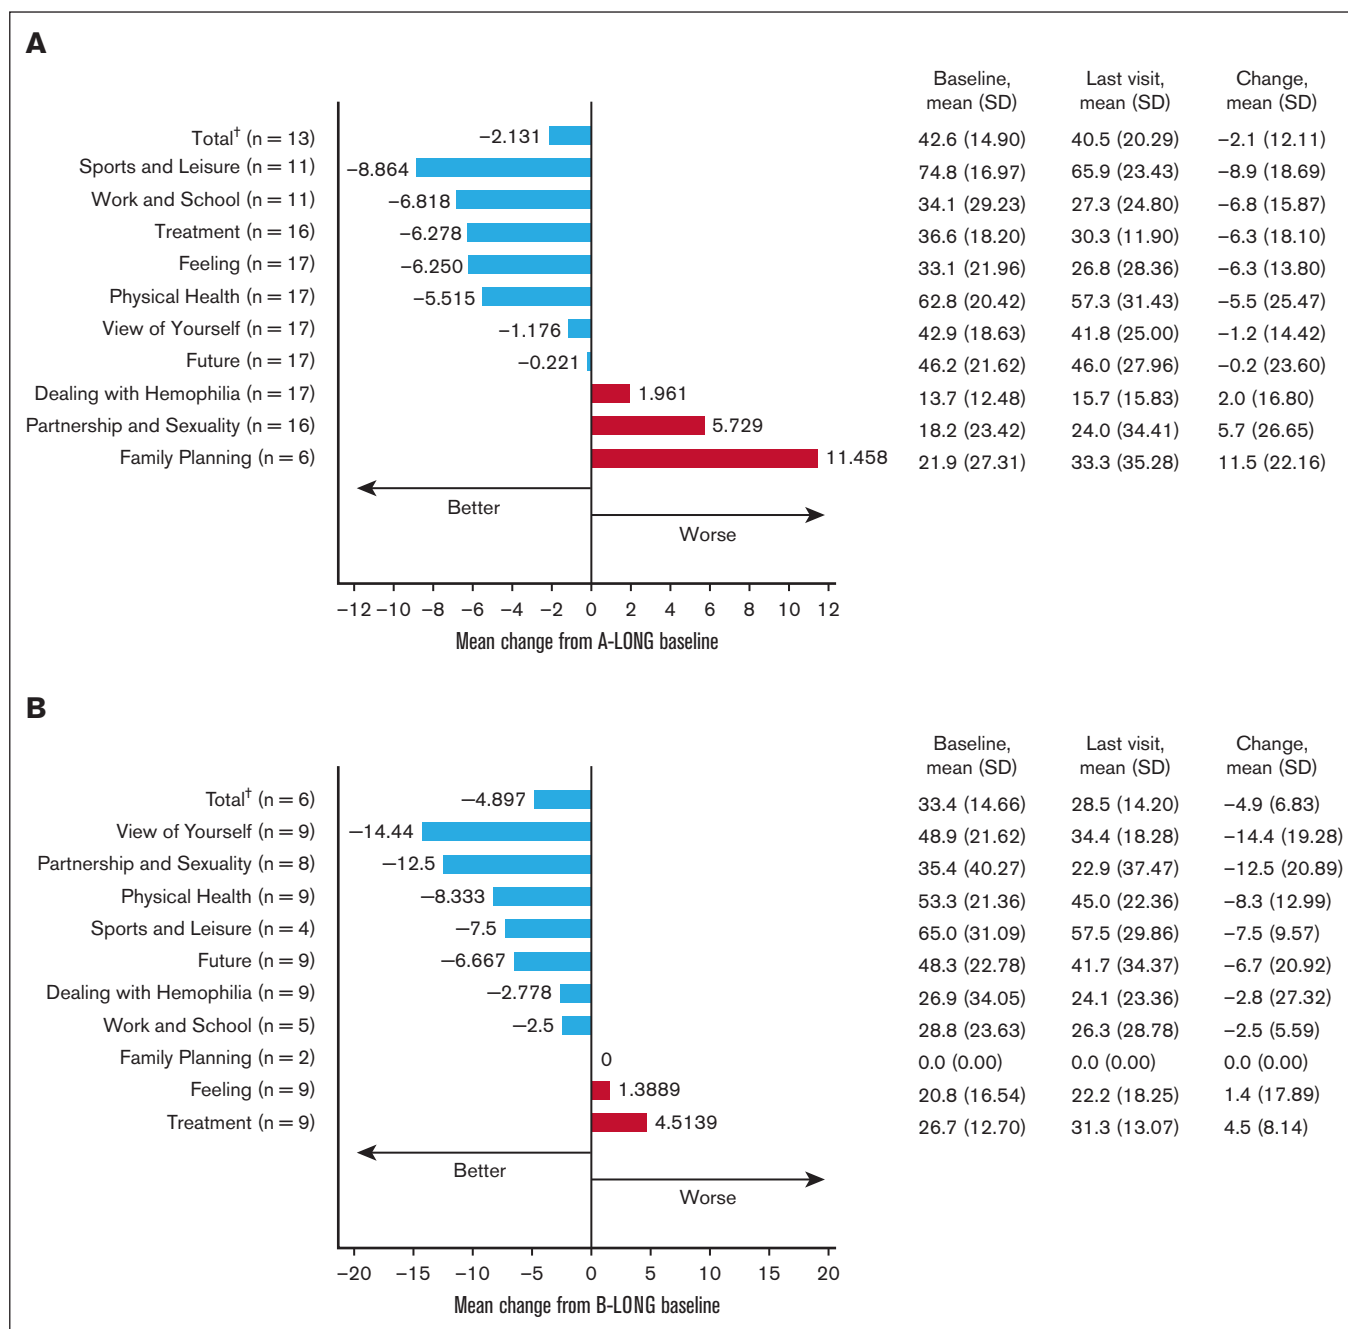 A
Baseline, Last visit, Change,
mean (SD) mean (SD) mean (SD)
Total† (n = 13) −2.131 42.6 (14.90) 40.5 (20.29) −2.1 (12.11)
Sports and Leisure (n = 11) −8.864 74.8 (16.97) 65.9 (23.43) −8.9 (18.69)
Work and School (n = 11) −6.818 34.1 (29.23) 27.3 (24.80) −6.8 (15.87)
Treatment (n = 16) −6.278 36.6 (18.20) 30.3 (11.90) −6.3 (18.10)
Feeling (n = 17) −6.250 33.1 (21.96) 26.8 (28.36) −6.3 (13.80)
Physical Health (n = 17) −5.515 62.8 (20.42) 57.3 (31.43) −5.5 (25.47)
View of Yourself (n = 17) −1.176 42.9 (18.63) 41.8 (25.00) −1.2 (14.42)
Future (n = 17) −0.221 46.2 (21.62) 46.0 (27.96) −0.2 (23.60)
Dealing with Hemophilia (n = 17) 1.961 13.7 (12.48) 15.7 (15.83) 2.0 (16.80)
Partnership and Sexuality (n = 16) 5.729 18.2 (23.42) 24.0 (34.41) 5.7 (26.65)
Family Planning (n = 6) 11.458 21.9 (27.31) 33.3 (35.28) 11.5 (22.16)
Better
Worse
−12 −10 −8 −6 −4 −2 0 2 4 6 8 10 12
Mean change from A-LONG baseline
B
Baseline, Last visit, Change,
mean (SD) mean (SD) mean (SD)
Total† (n = 6) −4.897 33.4 (14.66) 28.5 (14.20) −4.9 (6.83)
View of Yourself (n = 9) −14.44 48.9 (21.62) 34.4 (18.28) −14.4 (19.28)
Partnership and Sexuality (n = 8) −12.5 35.4 (40.27) 22.9 (37.47) −12.5 (20.89)
Physical Health (n = 9) −8.333 53.3 (21.36) 45.0 (22.36) −8.3 (12.99)
Sports and Leisure (n = 4) −7.5 65.0 (31.09) 57.5 (29.86) −7.5 (9.57)
Future (n = 9) −6.667 48.3 (22.78) 41.7 (34.37) −6.7 (20.92)
Dealing with Hemophilia (n = 9) −2.778 26.9 (34.05) 24.1 (23.36) −2.8 (27.32)
Work and School (n = 5) −2.5 28.8 (23.63) 26.3 (28.78) −2.5 (5.59)
Family Planning (n = 2) 0 0.0 (0.00) 0.0 (0.00) 0.0 (0.00)
Feeling (n = 9) 1.3889 20.8 (16.54) 22.2 (18.25) 1.4 (17.89)
Treatment (n = 9) 4.5139 26.7 (12.70) 31.3 (13.07) 4.5 (8.14)
Better
Worse
−20 −15 −10 −5 0 5 10 15 20
Mean change from B-LONG baseline